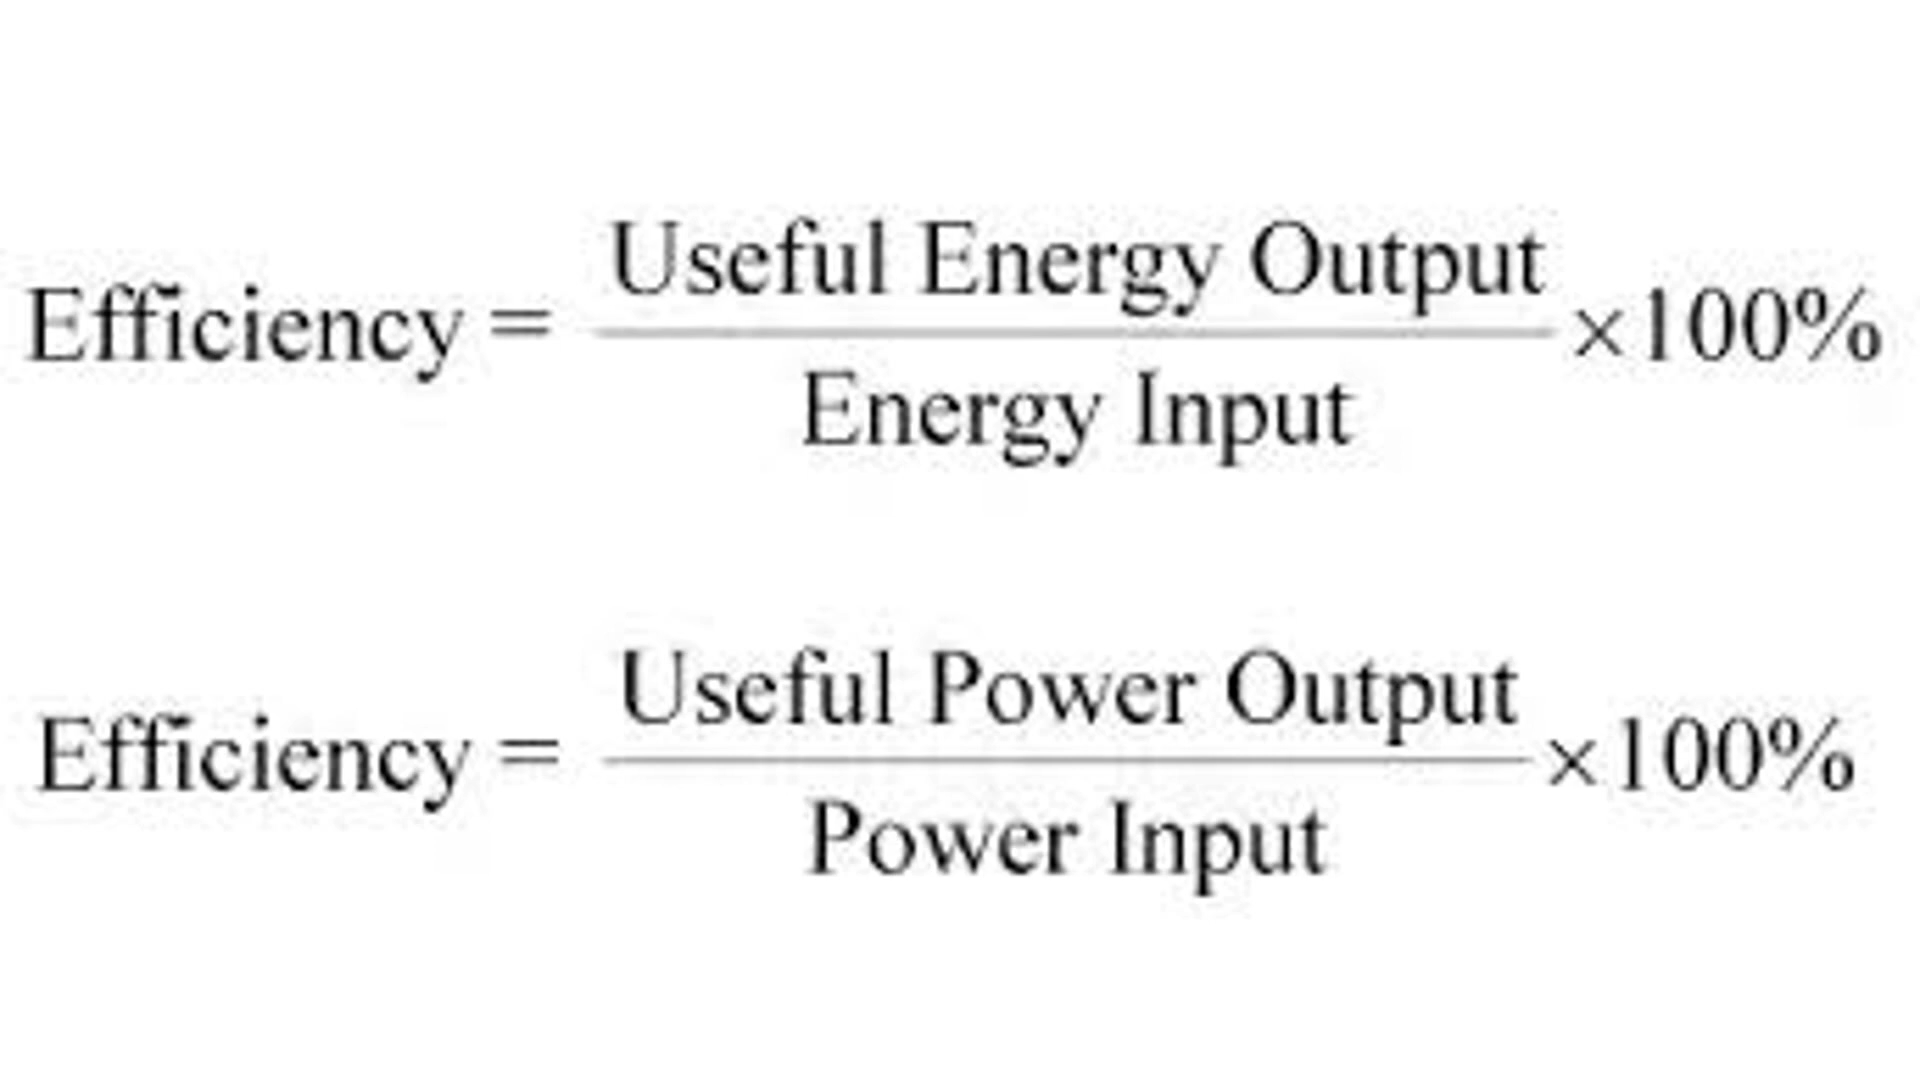 Efficiency = Useful Energy Output / Energy Input ×100%
Efficiency = Useful Power Output / Power Input ×100%